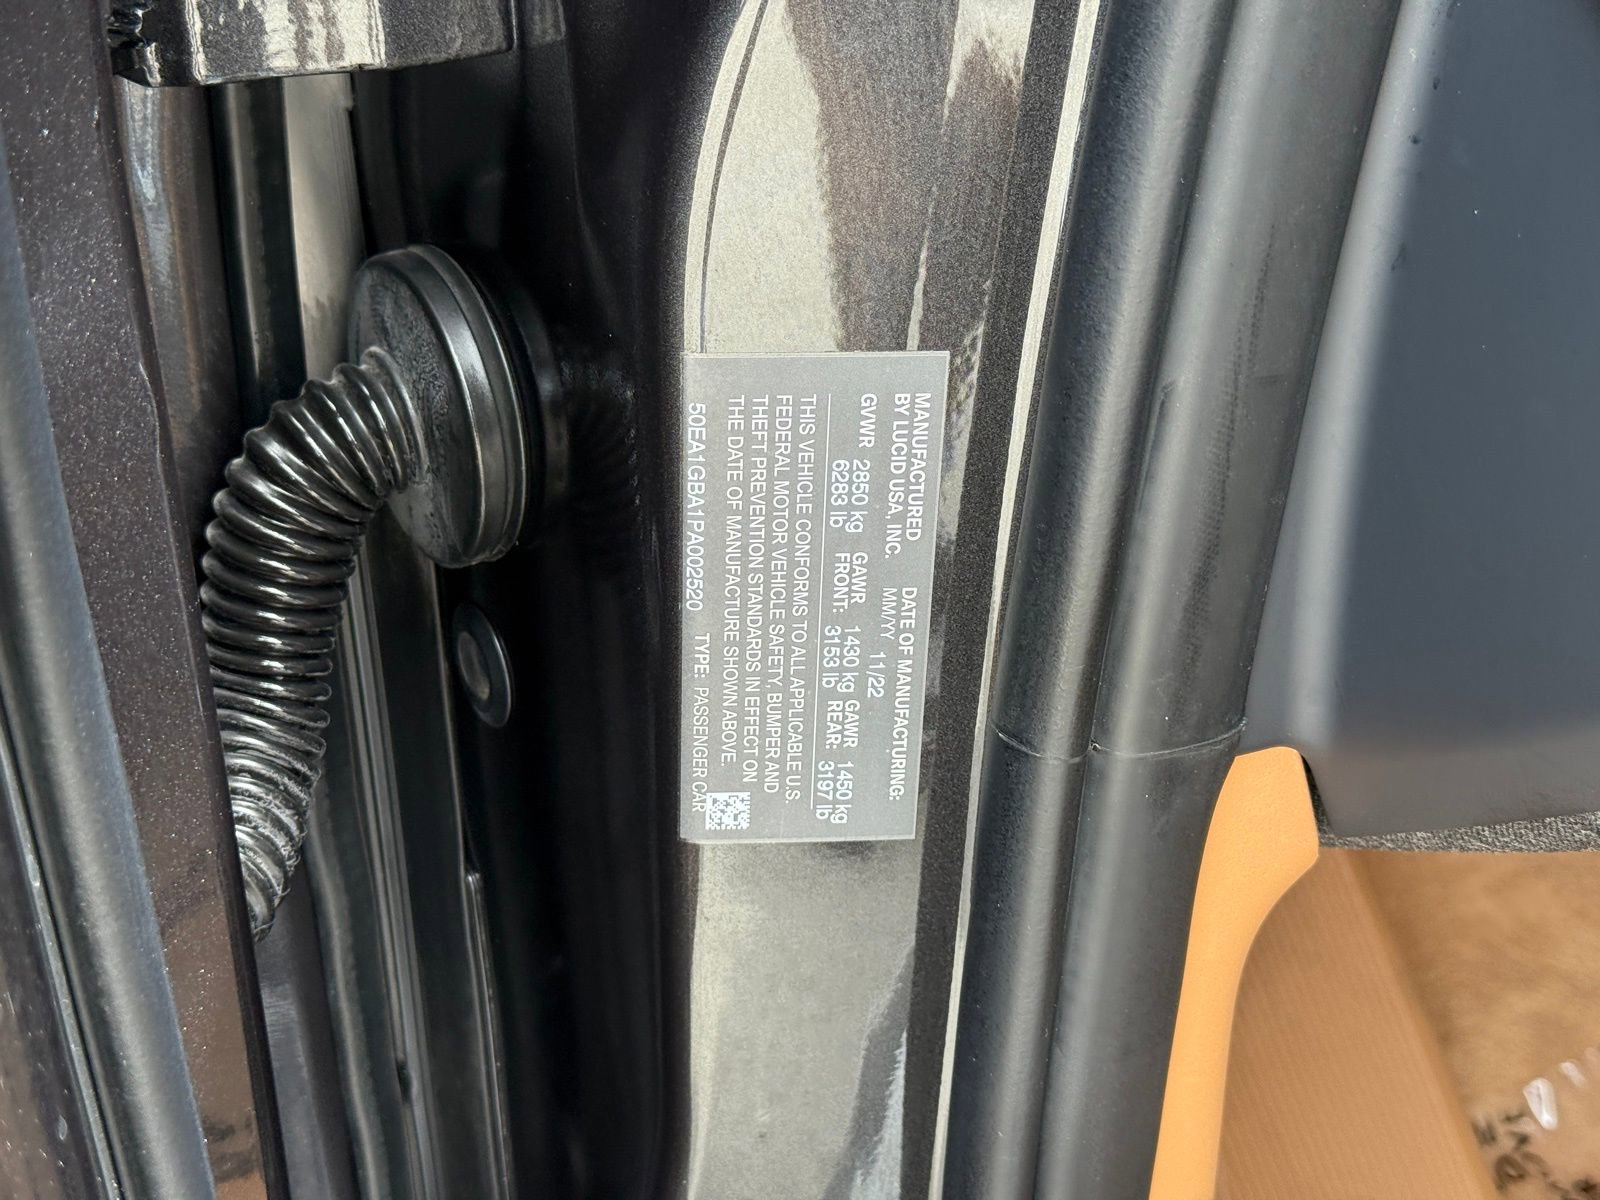 MANUFACTURED DATE OF MANUFACTURING:
BY LUCID USA, INC. MM/YY 11/22
GVWR 2850 kg GAWR 1430 kg GAWR 1450 kg
6283 lb FRONT: 3153 lb REAR: 3197 lb
THIS VEHICLE CONFORMS TO ALL APPLICABLE U.S.
FEDERAL MOTOR VEHICLE SAFETY, BUMPER AND
THEFT PREVENTION STANDARDS IN EFFECT ON
THE DATE OF MANUFACTURE SHOWN ABOVE.
50EA1GBA1PA002520 TYPE: PASSENGER CAR